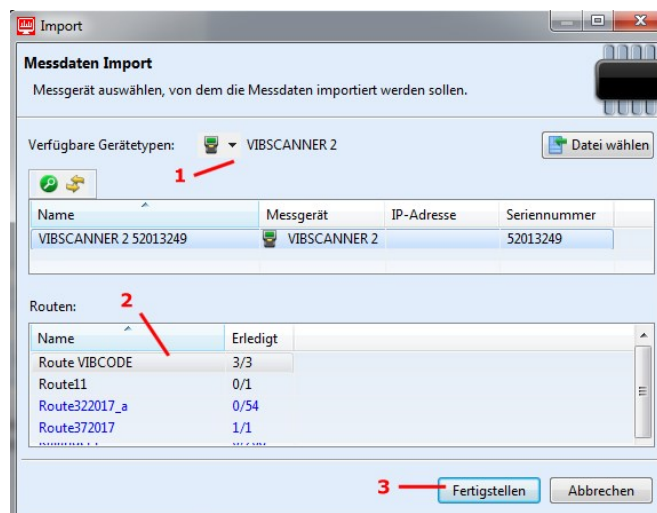 Import
Messdaten Import
Messgerät auswählen, von dem die Messdaten importiert werden sollen.
Verfügbare Gerätetypen: VIBSCANNER 2 Datei wählen
1
Name Messgerät IP-Adresse Seriennummer
VIBSCANNER 2 52013249 VIBSCANNER 2 52013249
Routen:
2
Name Erledigt
Route VIBCODE 3/3
Route11 0/1
Route322017_a 0/54
Route372017 1/1
3 Fertigstellen Abbrechen